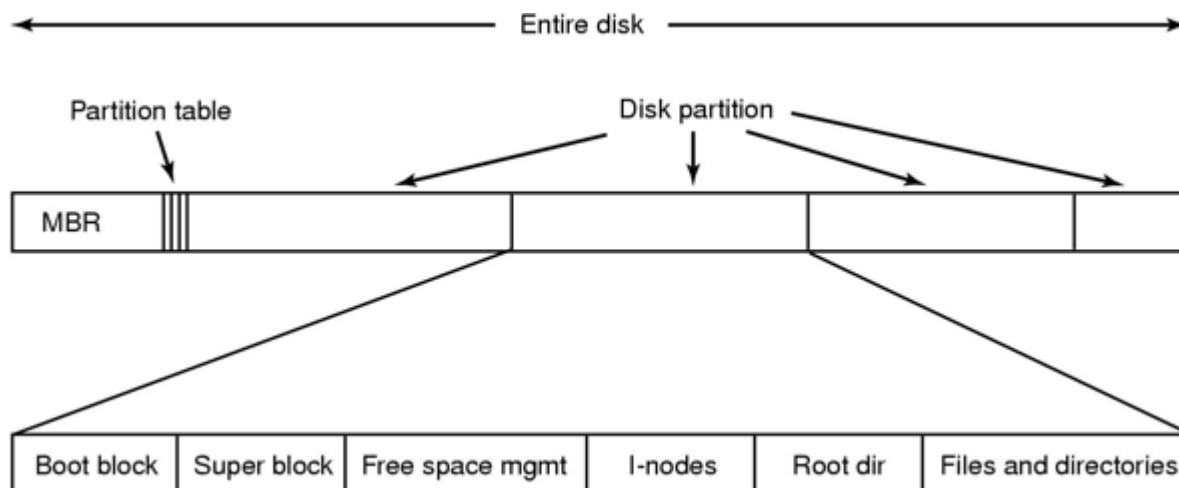 Entire disk
Partition table
Disk partition
MBR
Boot block
Super block
Free space mgmt
I-nodes
Root dir
Files and directories